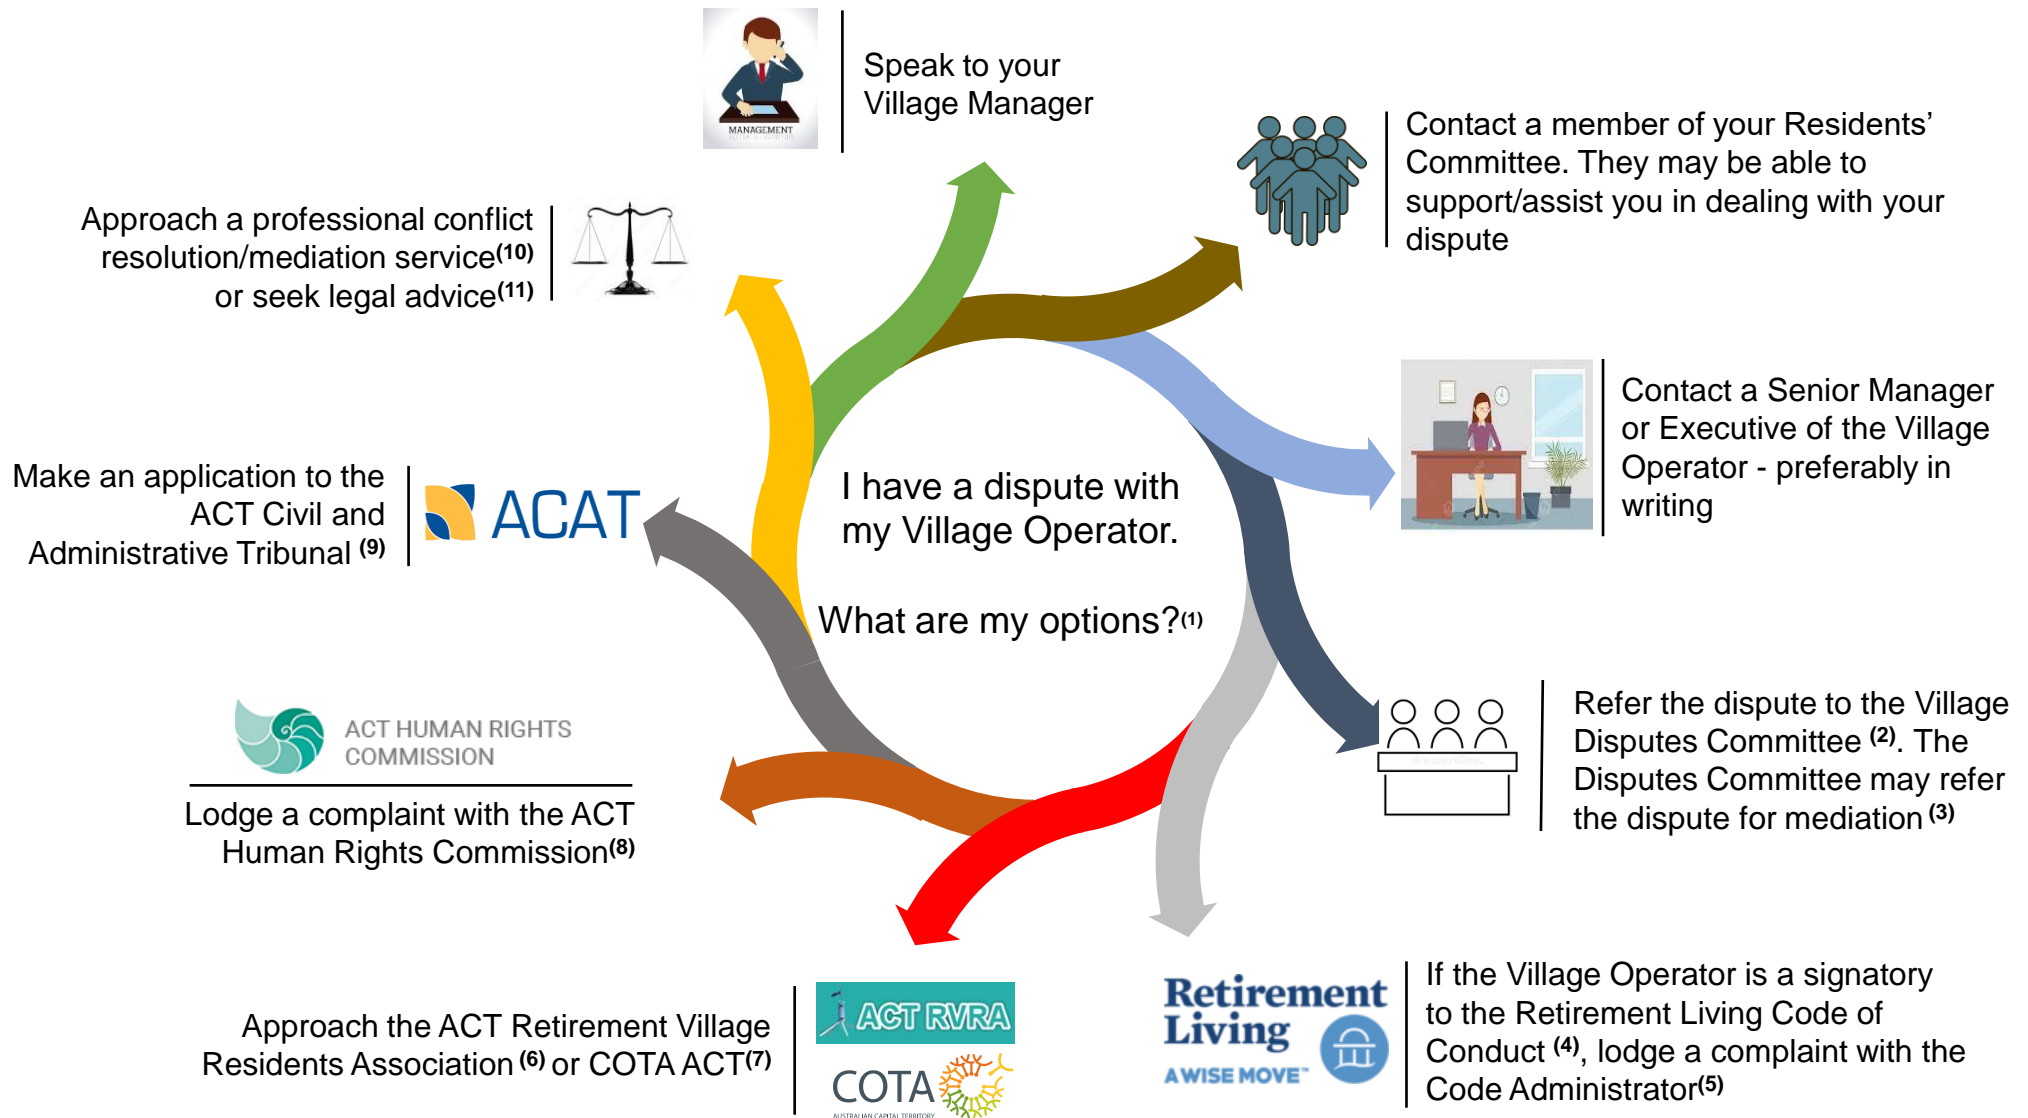 MANAGEMENT
Speak to your
Village Manager
Contact a member of your Residents’
Committee. They may be able to
support/assist you in dealing with your
dispute
Approach a professional conflict
resolution/mediation service(10)
or seek legal advice(11)
Contact a Senior Manager
or Executive of the Village
Operator - preferably in
writing
Make an application to the
ACT Civil and
Administrative Tribunal (9)
ACAT
I have a dispute with
my Village Operator.
What are my options?(1)
Refer the dispute to the Village
Disputes Committee (2). The
Disputes Committee may refer
the dispute for mediation (3)
ACT HUMAN RIGHTS
COMMISSION
Lodge a complaint with the ACT
Human Rights Commission(8)
Approach the ACT Retirement Village
Residents Association (6) or COTA ACT(7)
ACT RVRA
COTA
AUSTRALIAN CAPITAL TERRITORY
Retirement
Living
A WISE MOVE™
If the Village Operator is a signatory
to the Retirement Living Code of
Conduct (4), lodge a complaint with the
Code Administrator(5)